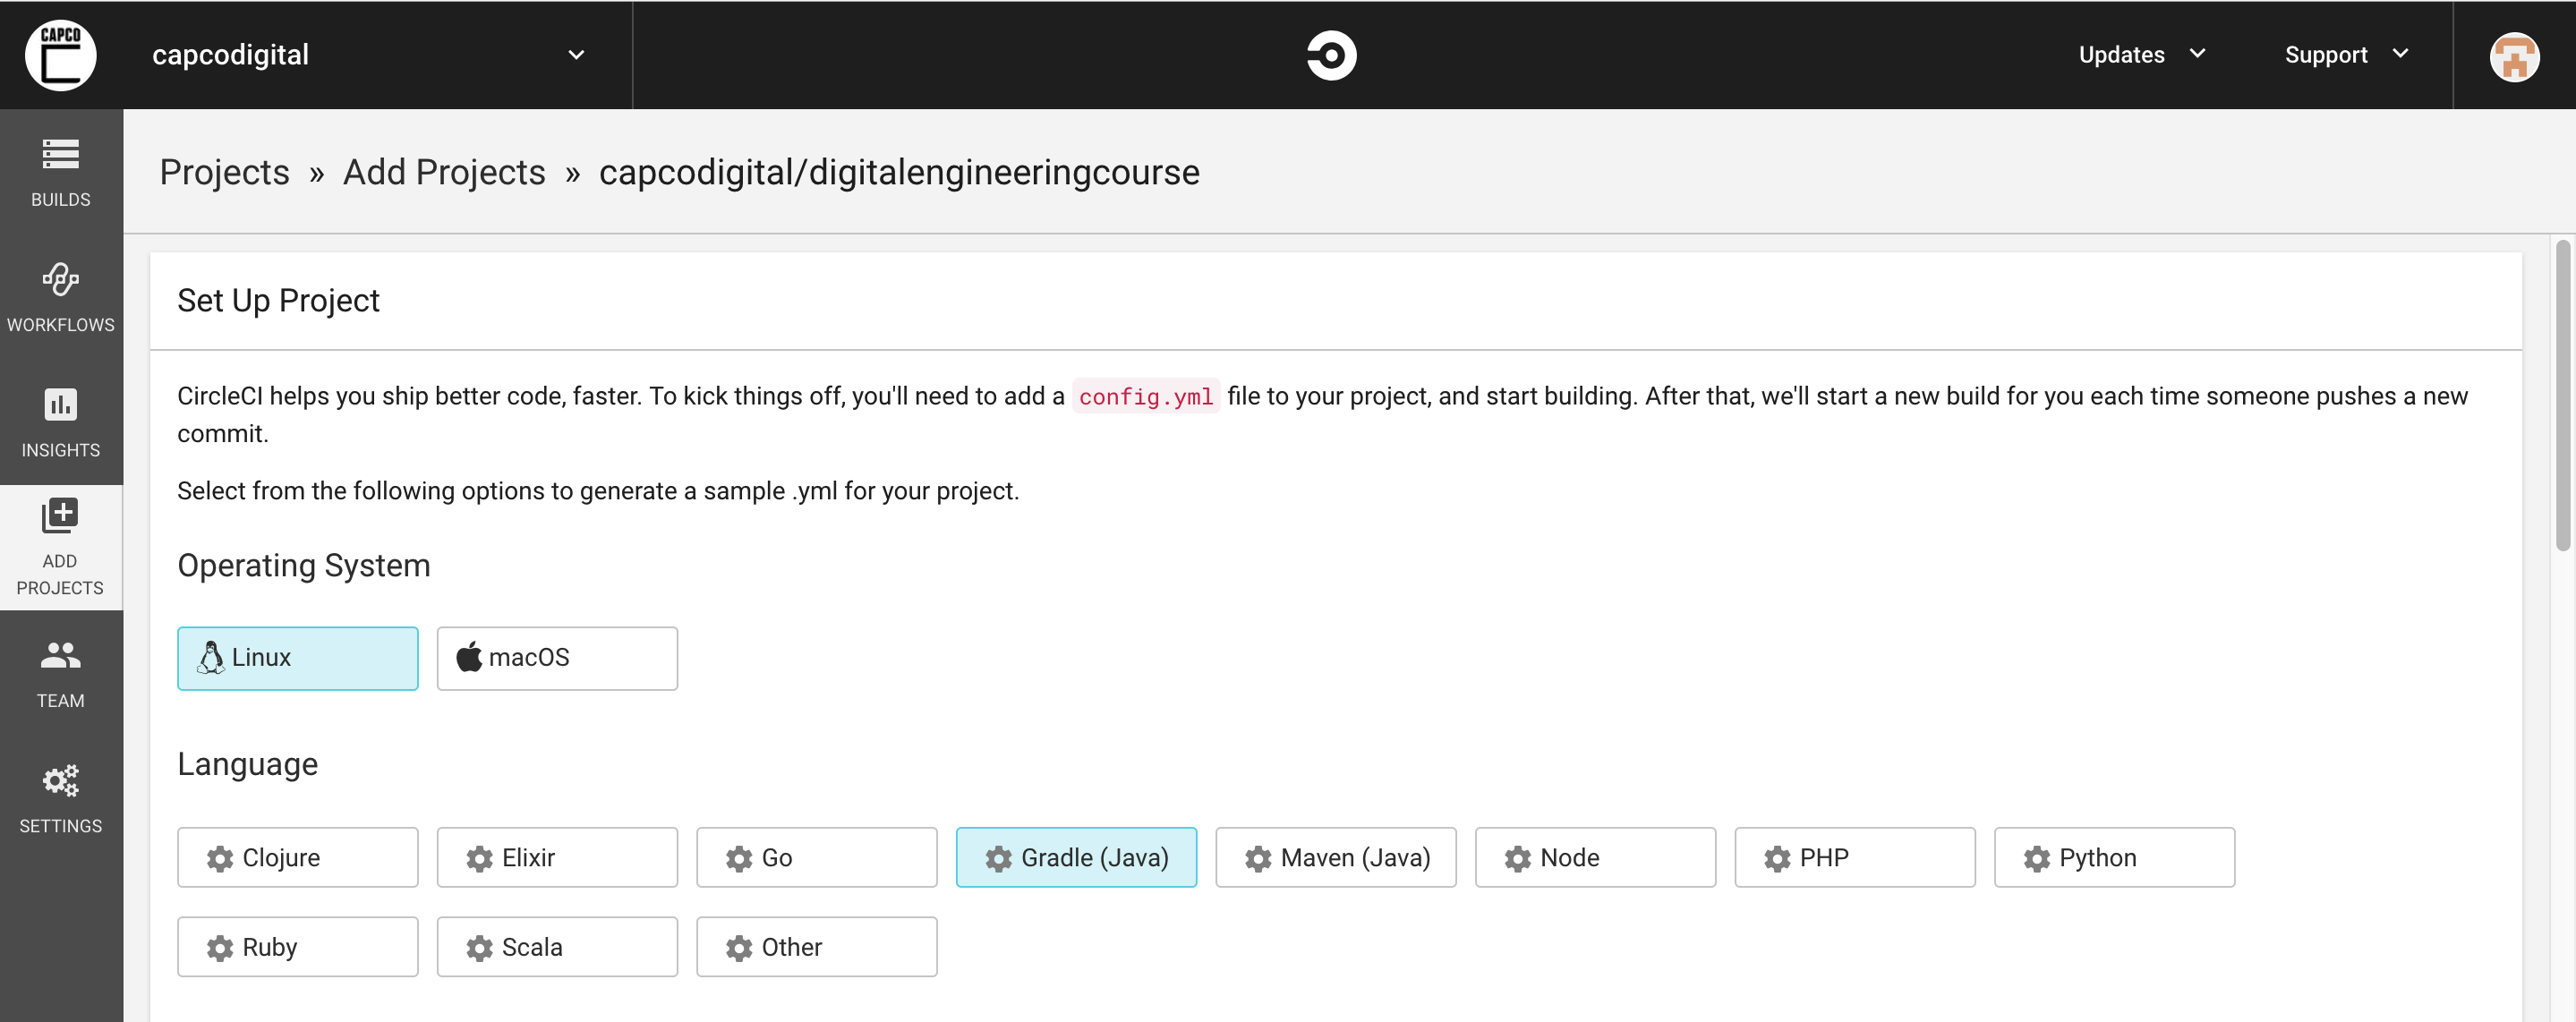 CAPCO
capcodigital
Updates
Support
BUILDS
WORKFLOWS
INSIGHTS
ADD
PROJECTS
TEAM
SETTINGS
Projects » Add Projects » capcodigital/digitalengineeringcourse
Set Up Project
CircleCI helps you ship better code, faster. To kick things off, you'll need to add a config.yml file to your project, and start building. After that, we'll start a new build for you each time someone pushes a new
commit.
Select from the following options to generate a sample .yml for your project.
Operating System
Linux
macOS
Language
Clojure
Elixir
Go
Gradle (Java)
Maven (Java)
Node
PHP
Python
Ruby
Scala
Other